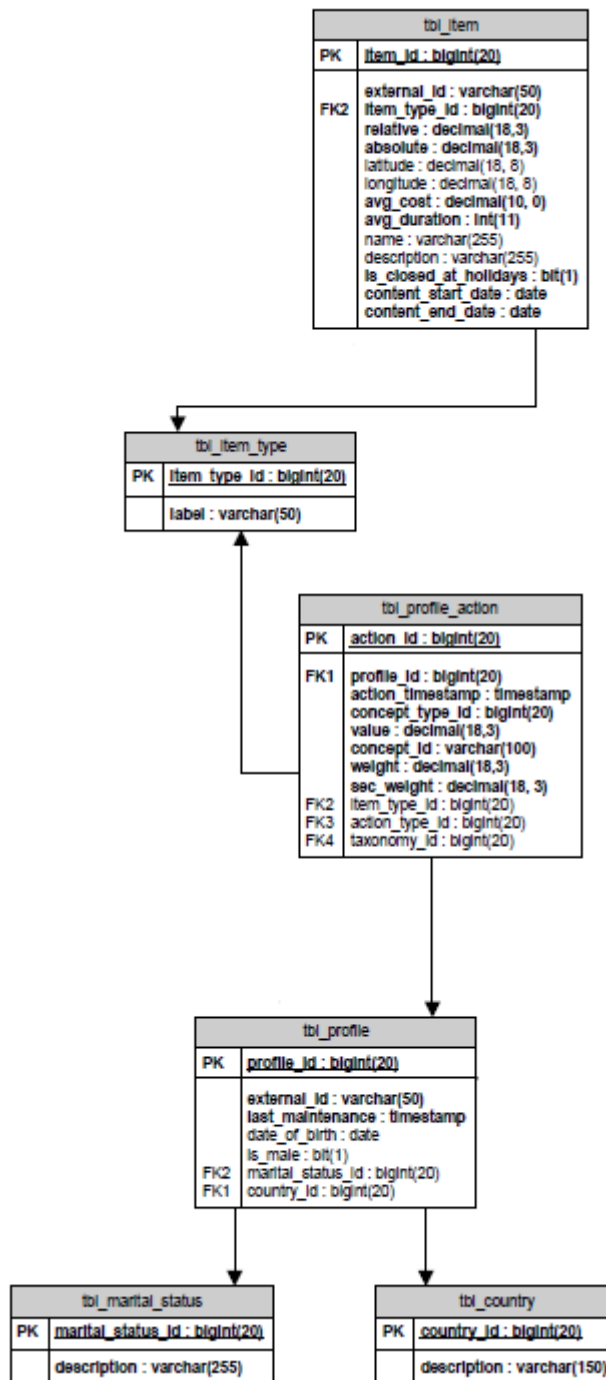 tbl_item
PK item_id : bigint(20)
external_id : varchar(50)
FK2 item_type_id : bigint(20)
relative : decimal(18,3)
absolute : decimal(18,3)
latitude : decimal(18, 8)
longitude : decimal(18, 8)
avg_cost : decimal(10, 0)
avg_duration : int(11)
name : varchar(255)
description : varchar(255)
is_closed_at_holidays : bit(1)
content_start_date : date
content_end_date : date
tbl_item_type
PK item_type_id : bigint(20)
label : varchar(50)
tbl_profile_action
PK action_id : bigint(20)
FK1 profile_id : bigint(20)
action_timestamp : timestamp
concept_type_id : bigint(20)
value : decimal(18,3)
concept_id : varchar(100)
weight : decimal(18,3)
sec_weight : decimal(18, 3)
FK2 item_type_id : bigint(20)
FK3 action_type_id : bigint(20)
FK4 taxonomy_id : bigint(20)
tbl_profile
PK profile_id : bigint(20)
external_id : varchar(50)
last_maintenance : timestamp
date_of_birth : date
is_male : bit(1)
FK2 marital_status_id : bigint(20)
FK1 country_id : bigint(20)
tbl_marital_status
PK marital_status_id : bigint(20)
description : varchar(255)
tbl_country
PK country_id : bigint(20)
description : varchar(150)